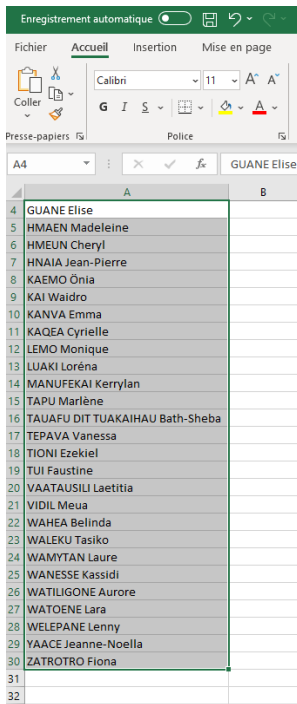 Enregistrement automatique
Fichier Accueil Insertion Mise en page
Coller
Calibri 11 A A
G I S A
Presse-papiers Police
A4 fx GUANE Elise
A B
4 GUANE Elise
5 HMAEN Madeleine
6 HMEUN Cheryl
7 HNAIA Jean-Pierre
8 KAEMO Önia
9 KAI Waidro
10 KANVA Emma
11 KAQEA Cyrielle
12 LEMO Monique
13 LUAKI Loréna
14 MANUFEKAI Kerrylan
15 TAPU Marlène
16 TAUAFU DIT TUAKAIHAU Bath-Sheba
17 TEPAVA Vanessa
18 TIONI Ezekiel
19 TUI Faustine
20 VAATAUSILI Laetitia
21 VIDIL Meua
22 WAHEA Belinda
23 WALEKU Tasiko
24 WAMYTAN Laure
25 WANESSE Kassidi
26 WATILIGONE Aurore
27 WATOENE Lara
28 WELEPANE Lenny
29 YAACE Jeanne-Noella
30 ZATROTRO Fiona
31
32